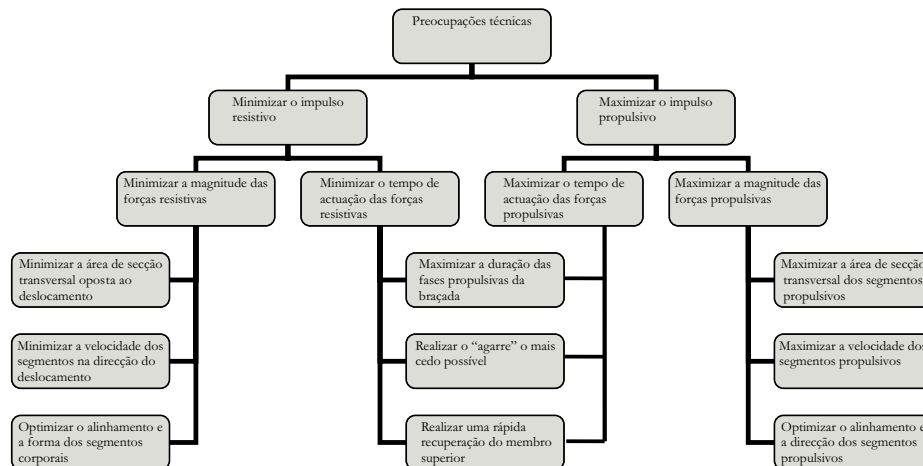 Preocupações técnicas
Minimizar o impulso
resistivo
Maximizar o impulso
propulsivo
Minimizar a magnitude das
forças resistivas
Minimizar o tempo de
actuação das forças
resistivas
Maximizar o tempo de
actuação das forças
propulsivas
Maximizar a magnitude das
forças propulsivas
Minimizar a área de secção
transversal oposta ao
deslocamento
Maximizar a duração das
fases propulsivas da
braçada
Maximizar a área de secção
transversal dos segmentos
propulsivos
Minimizar a velocidade dos
segmentos na direcção do
deslocamento
Realizar o “agarre” o mais
cedo possível
Maximizar a velocidade dos
segmentos propulsivos
Optimizar o alinhamento e
a forma dos segmentos
corporais
Realizar uma rápida
recuperação do membro
superior
Optimizar o alinhamento e
a direcção dos segmentos
propulsivos